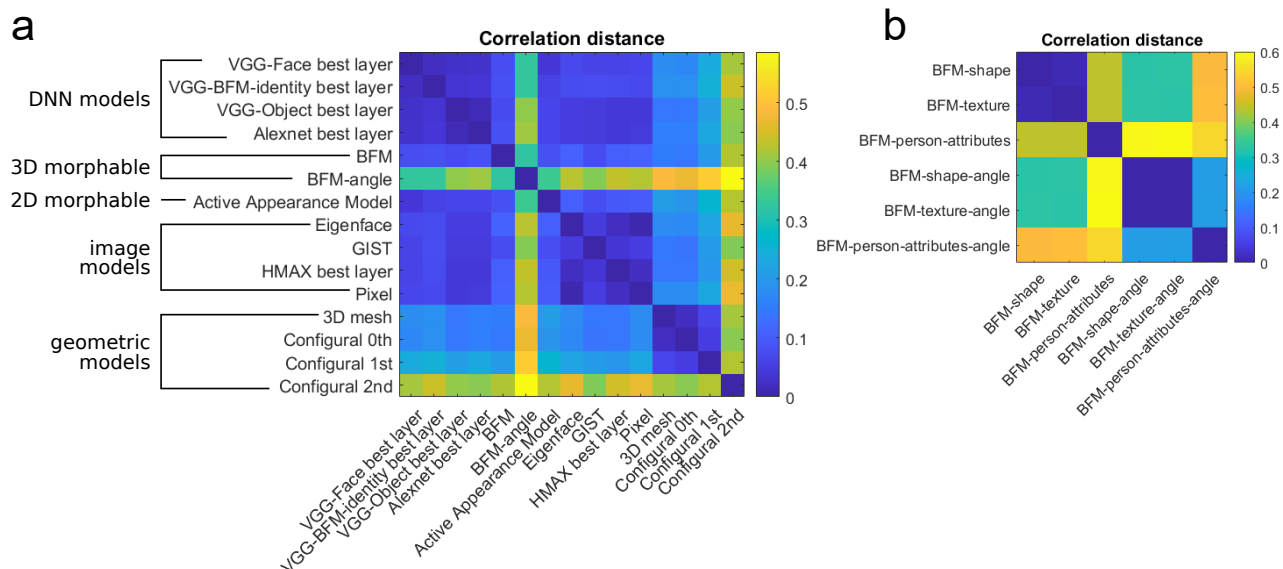 a
Correlation distance
DNN models
VGG-Face best layer
VGG-BFM-identity best layer
VGG-Object best layer
Alexnet best layer
3D morphable
BFM
BFM-angle
2D morphable
Active Appearance Model
image
models
Eigenface
GIST
HMAX best layer
Pixel
geometric
models
3D mesh
Configural 0th
Configural 1st
Configural 2nd
0.5
0.4
0.3
0.2
0.1
0
VGG-Face best layer
VGG-BFM-identity best layer
VGG-Object best layer
Alexnet best layer
BFM
BFM-angle
Active Appearance Model
Eigenface
GIST
HMAX best layer
Pixel
3D mesh
Configural 0th
Configural 1st
Configural 2nd
b
Correlation distance
BFM-shape
BFM-texture
BFM-person-attributes
BFM-shape-angle
BFM-texture-angle
BFM-person-attributes-angle
0.6
0.5
0.4
0.3
0.2
0.1
0
BFM-shape
BFM-texture
BFM-person-attributes
BFM-shape-angle
BFM-texture-angle
BFM-person-attributes-angle